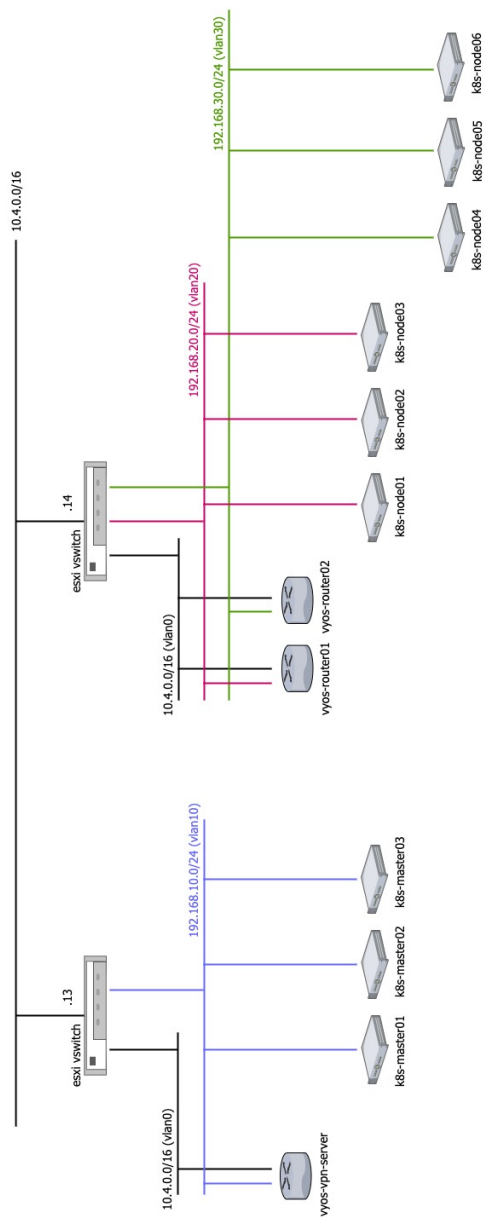 10.4.0.0/16
.13
esxi vswitch
.14
esxi vswitch
10.4.0.0/16 (vlan0)
192.168.10.0/24 (vlan10)
10.4.0.0/16 (vlan0)
192.168.20.0/24 (vlan20)
192.168.30.0/24 (vlan30)
vyos-vpn-server
k8s-master01
k8s-master02
k8s-master03
vyos-router01
vyos-router02
k8s-node01
k8s-node02
k8s-node03
k8s-node04
k8s-node05
k8s-node06